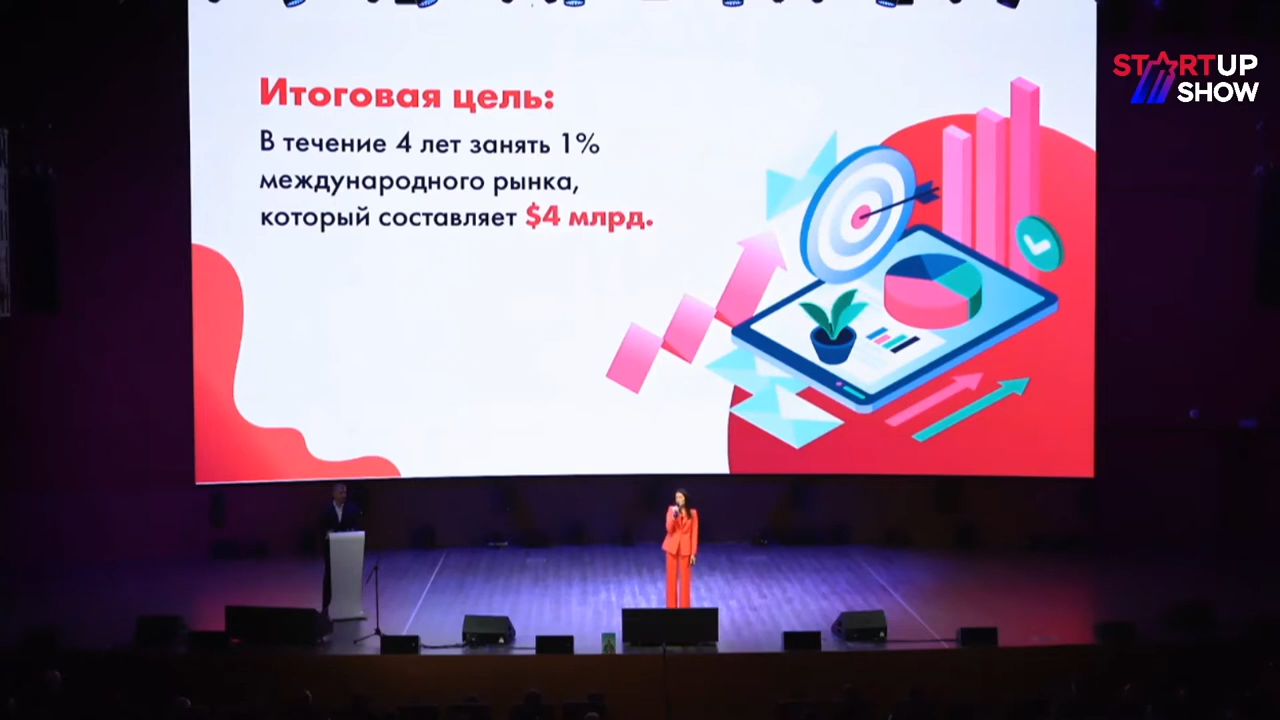 Итоговая цель:
В течение 4 лет занять 1%
международного рынка,
который составляет $4 млрд.
STARTUP
SHOW